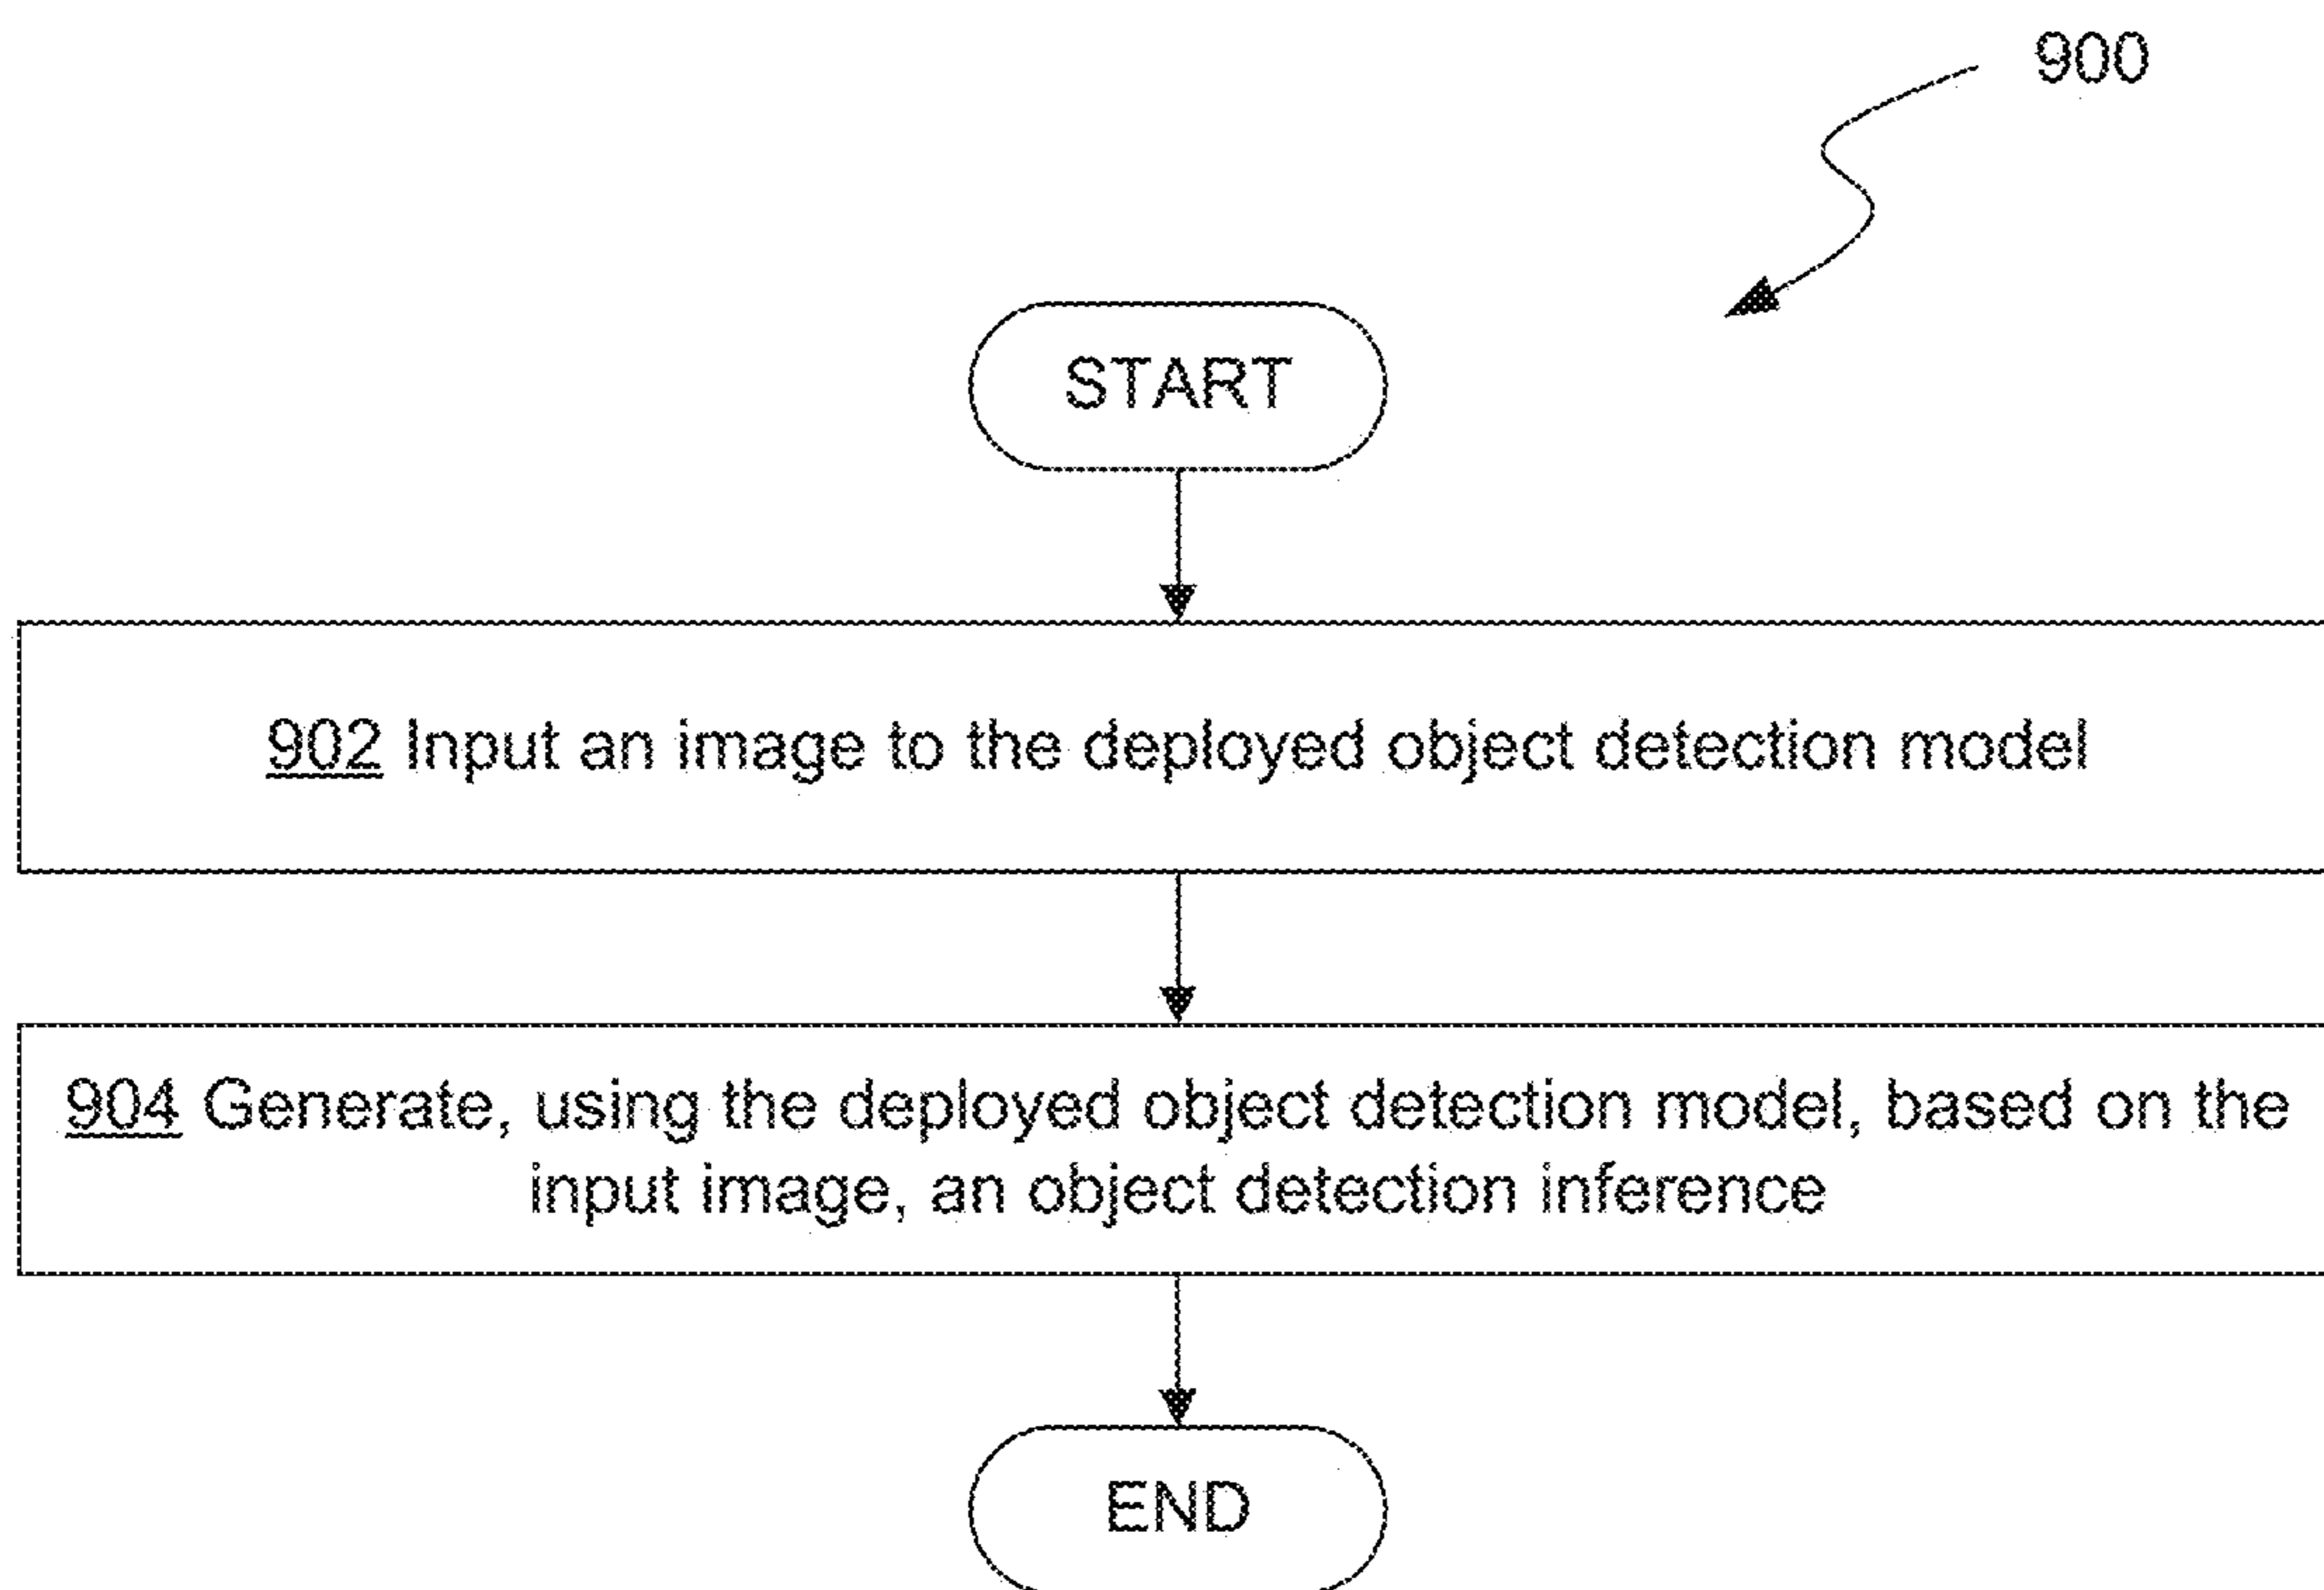 900
START
902 Input an image to the deployed object detection model
904 Generate, using the deployed object detection model, based on the
input image, an object detection inference
END